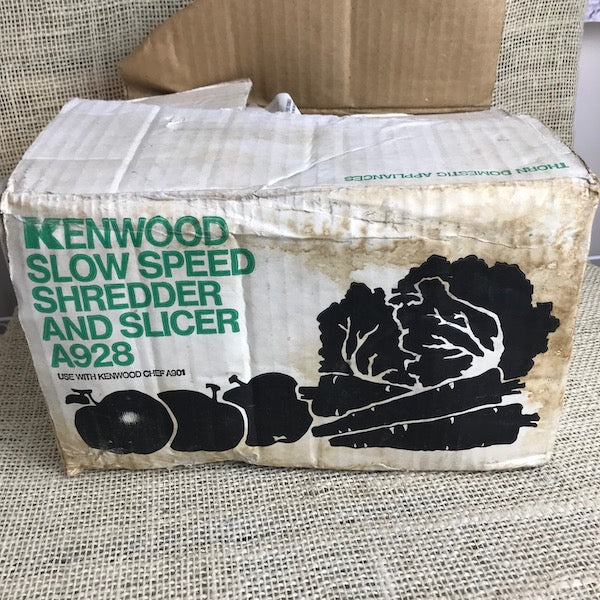 THORN DOMESTIC APPLIANCES
KENWOOD
SLOW SPEED
SHREDDER
AND SLICER
A928
USE WITH KENWOOD CHEF A901